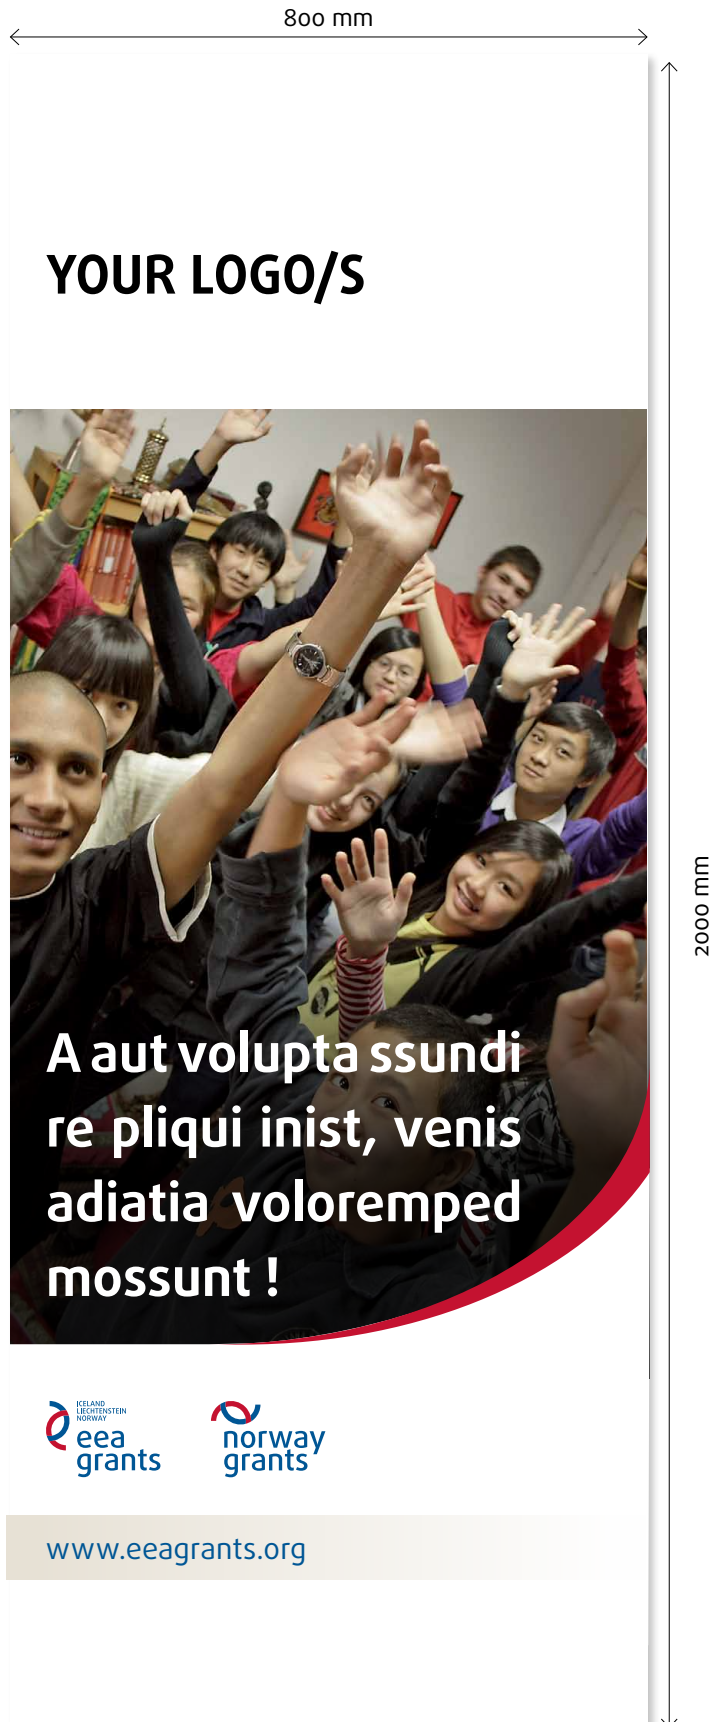 800 mm
YOUR LOGO/S
2000 mm
A aut volupta ssundi
re pliqui inist, venis
adiatia voloremped
mossunt !
ICELAND
LIECHTENSTEIN
NORWAY
eea
grants
norway
grants
www.eeagrants.org